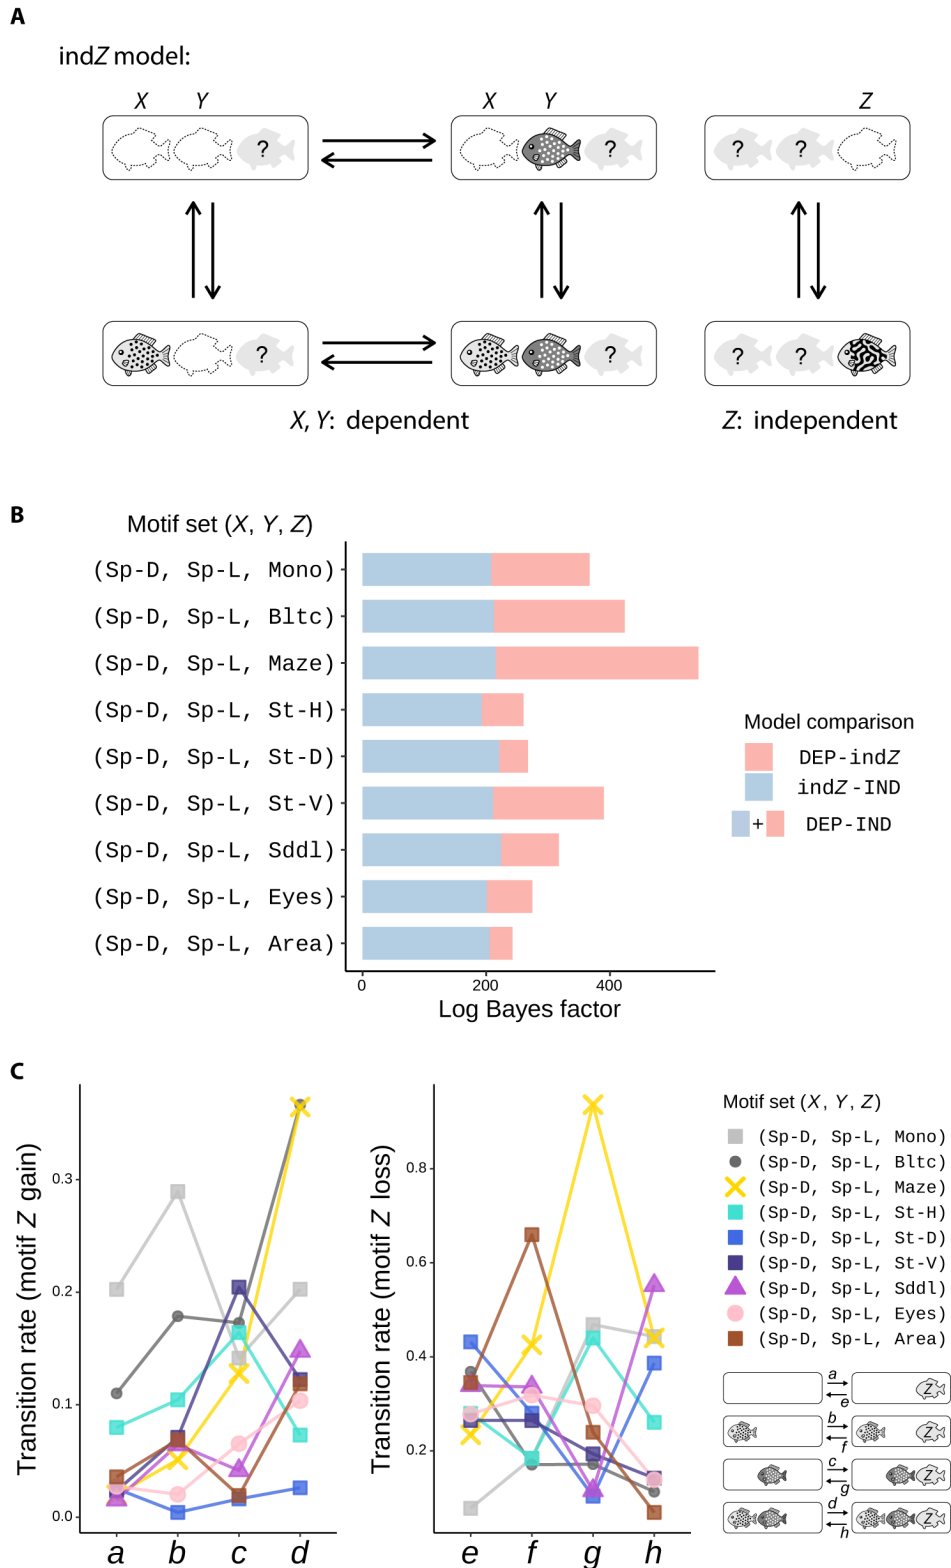 A
indZ model:
X Y X Y Z
? ? ? ?
? ? ? ?
X, Y: dependent Z: independent
B
Motif set (X, Y, Z)
(Sp-D, Sp-L, Mono)
(Sp-D, Sp-L, Bltc)
(Sp-D, Sp-L, Maze)
(Sp-D, Sp-L, St-H)
(Sp-D, Sp-L, St-D)
(Sp-D, Sp-L, St-V)
(Sp-D, Sp-L, Sddl)
(Sp-D, Sp-L, Eyes)
(Sp-D, Sp-L, Area)
0 200 400
Log Bayes factor
Model comparison
DEP-indZ
indZ-IND
+ DEP-IND
C
Transition rate (motif Z gain)
0.3
0.2
0.1
0.0
a b c d
Transition rate (motif Z loss)
0.8
0.6
0.4
0.2
e f g h
Motif set (X, Y, Z)
(Sp-D, Sp-L, Mono)
(Sp-D, Sp-L, Bltc)
(Sp-D, Sp-L, Maze)
(Sp-D, Sp-L, St-H)
(Sp-D, Sp-L, St-D)
(Sp-D, Sp-L, St-V)
(Sp-D, Sp-L, Sddl)
(Sp-D, Sp-L, Eyes)
(Sp-D, Sp-L, Area)
a
e
Z
b
f
Z
c
g
Z
d
h
Z